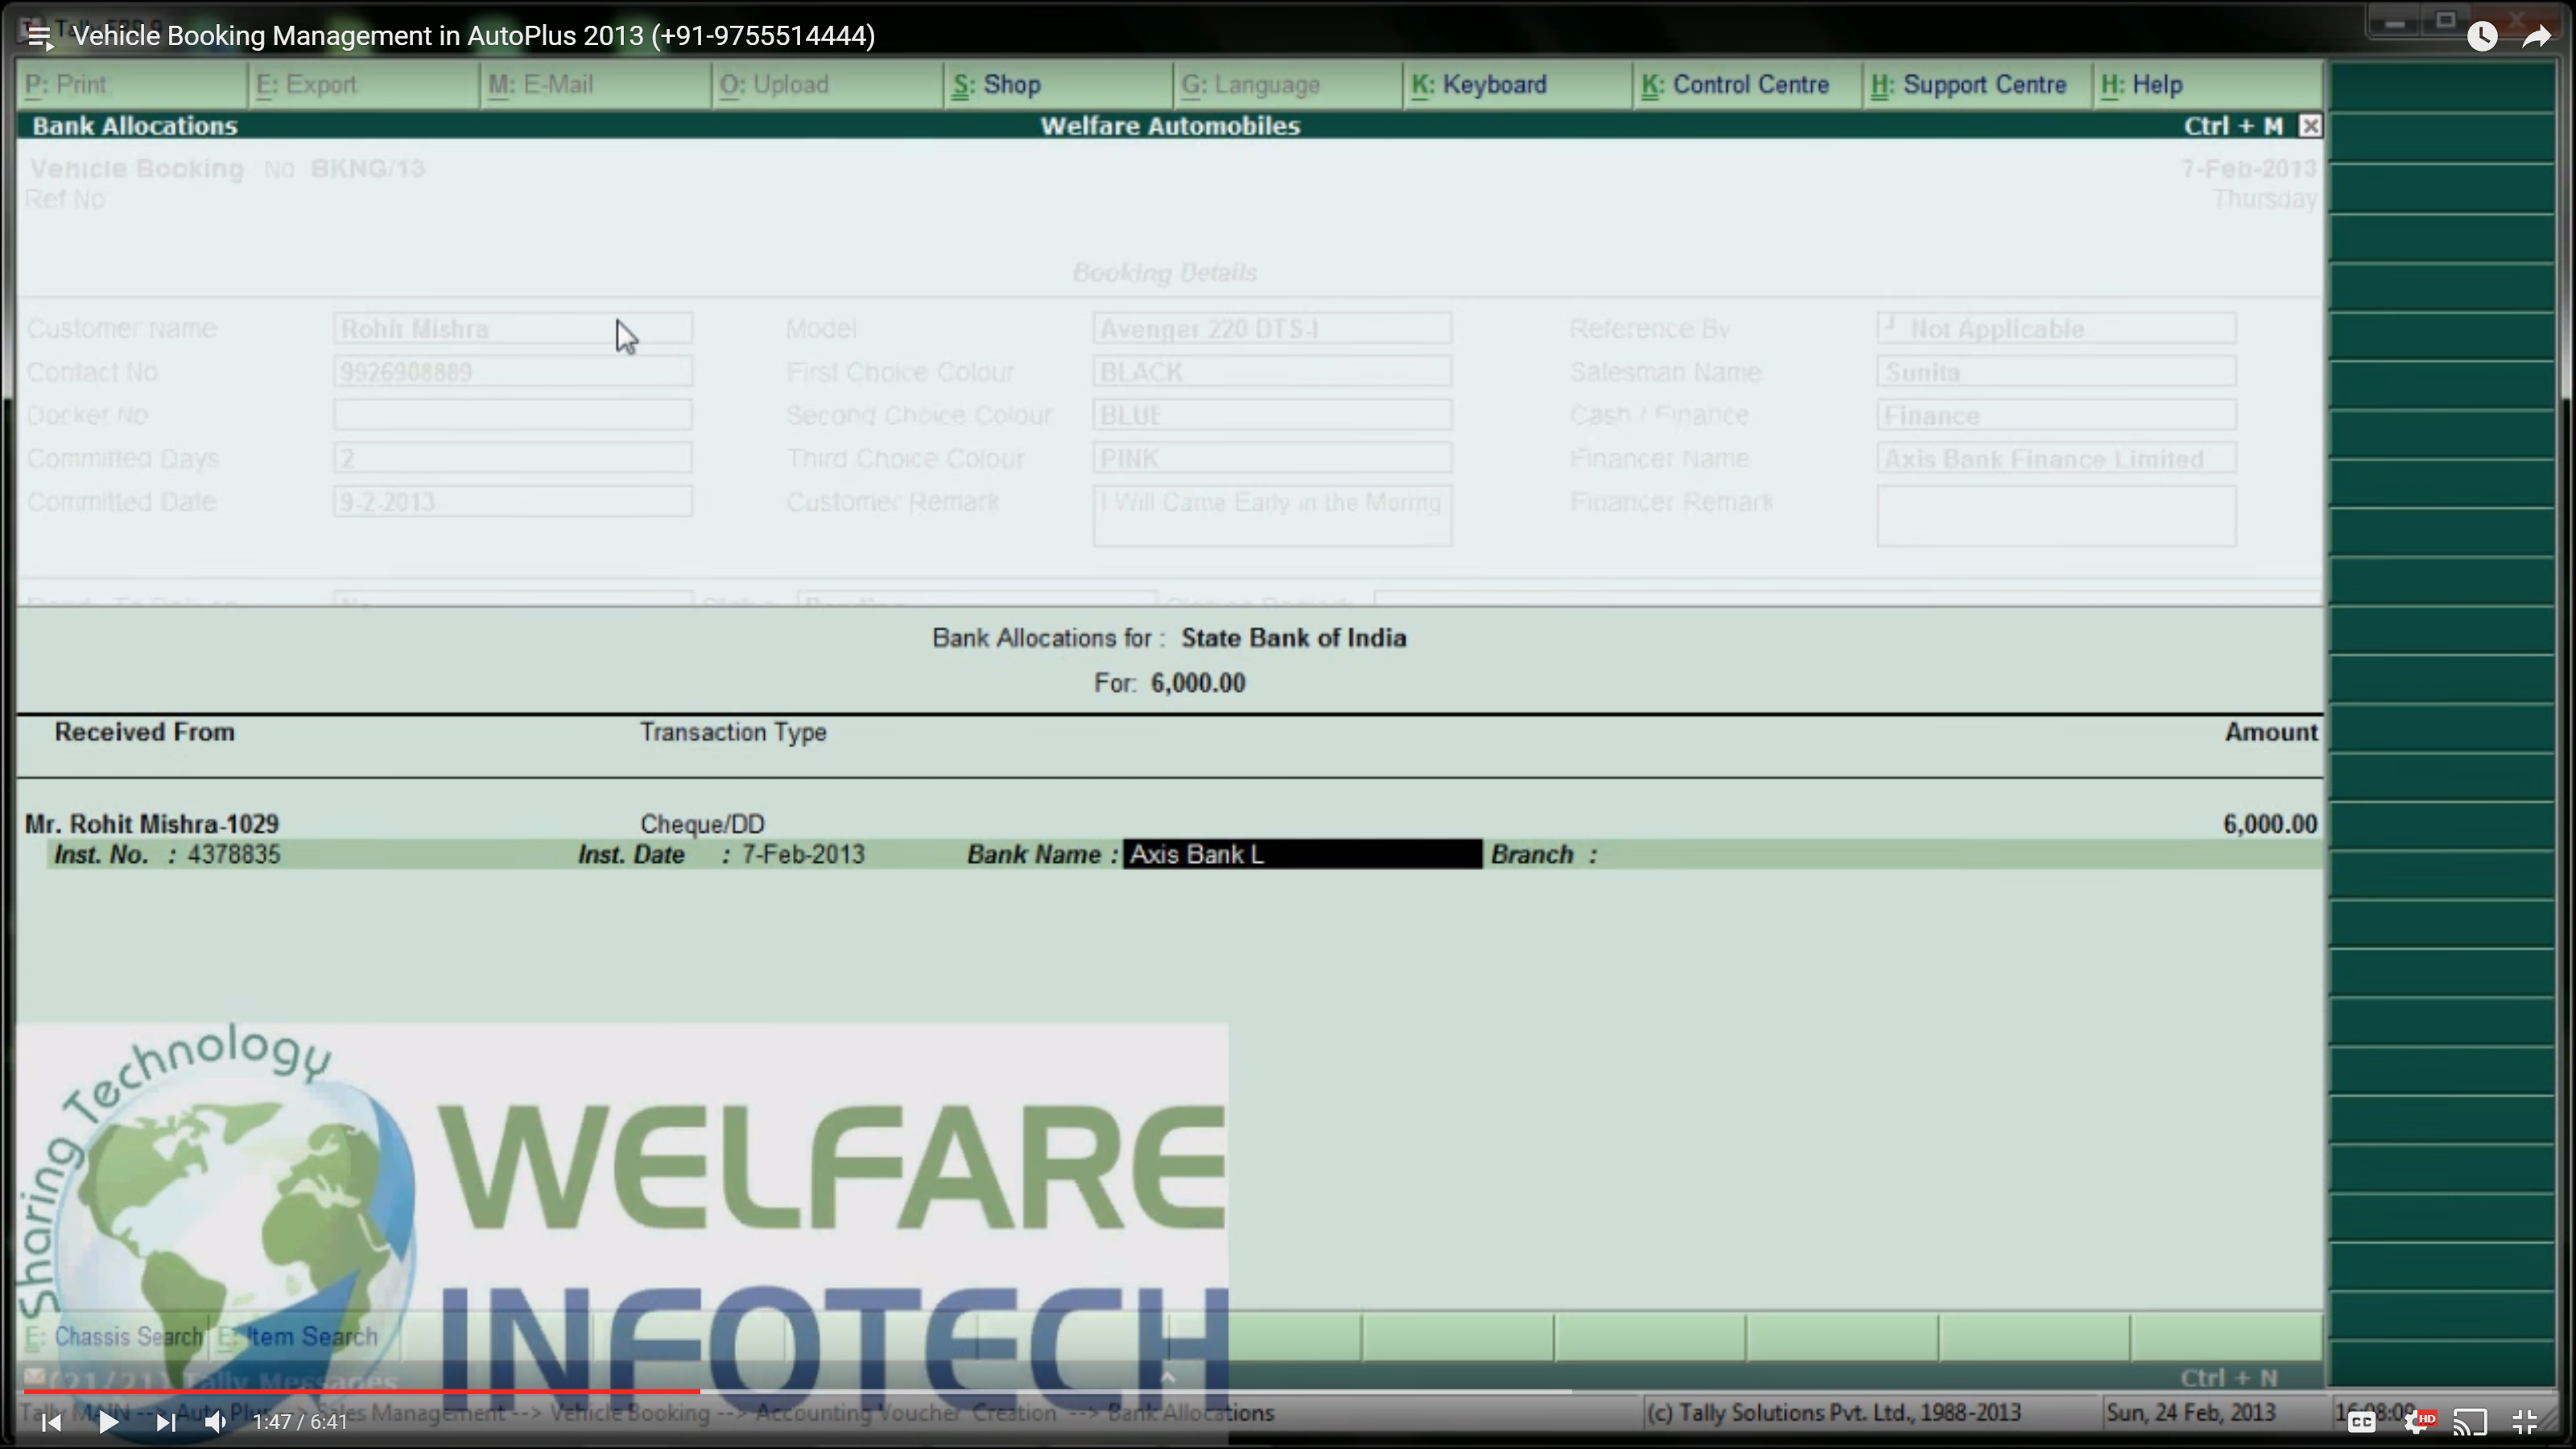 Vehicle Booking Management in AutoPlus 2013 (+91-9755514444)
P: Print E: Export M: E-Mail O: Upload S: Shop G: Language K: Keyboard K: Control Centre H: Support Centre H: Help
Bank Allocations Welfare Automobiles Ctrl + M
Vehicle Booking No BKNG/13 7-Feb-2013
Ref No Thursday
Booking Details
Customer Name Rohit Mishra Model Avenger 220 DTS-I Reference By Not Applicable
Contact No 9926908889 First Choice Colour BLACK Salesman Name Sunita
Docker No Second Choice Colour BLUE Cash / Finance Finance
Committed Days 2 Third Choice Colour PINK Financer Name Axis Bank Finance Limited
Committed Date 9-2-2013 Customer Remark I Will Came Early in the Mormg Financer Remark
Bank Allocations for : State Bank of India
For: 6,000.00
Received From Transaction Type Amount
Mr. Rohit Mishra-1029 Cheque/DD 6,000.00
Inst. No. : 4378835 Inst. Date : 7-Feb-2013 Bank Name : Axis Bank L Branch :
Sharing Technology
WELFARE
INFOTECH
E: Chassis Search E: Item Search
(21/21) Tally Messages Ctrl + N
Tally MAIN --> Auto Plus --> Sales Management --> Vehicle Booking --> Accounting Voucher Creation --> Bank Allocations (c) Tally Solutions Pvt. Ltd., 1988-2013 Sun, 24 Feb, 2013
1:47 / 6:41 CC HD